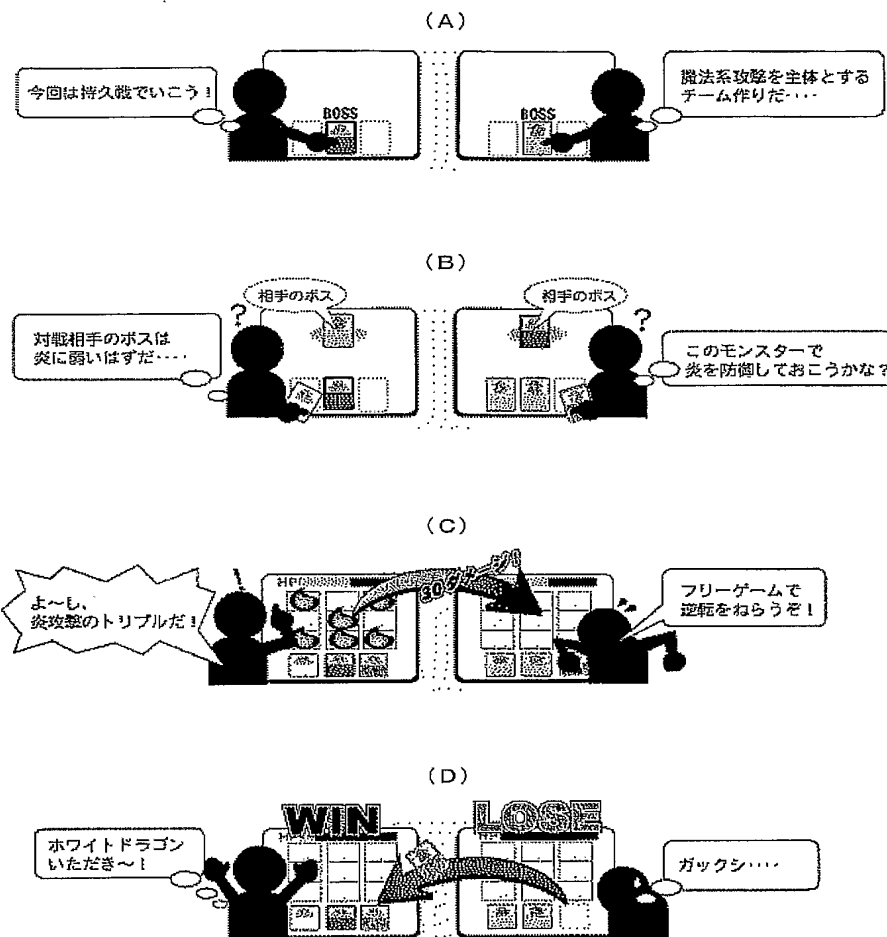 (A)
今回は持久戦でいこう!
BOSS
BOSS
魔法系攻撃を主体とする
チーム作りだ‥‥
(B)
相手のボス
相手のボス
?
?
対戦相手のボスは
炎に弱いはずだ‥‥
このモンスターで
炎を防御しておこうかな?
(C)
よ〜し、
炎攻撃のトリプルだ!
HP
30ダメージ!
フリーゲームで
逆転をねらうぞ!
(D)
WIN
LOSE
ホワイトドラゴン
いただき〜!
ガックシ‥‥